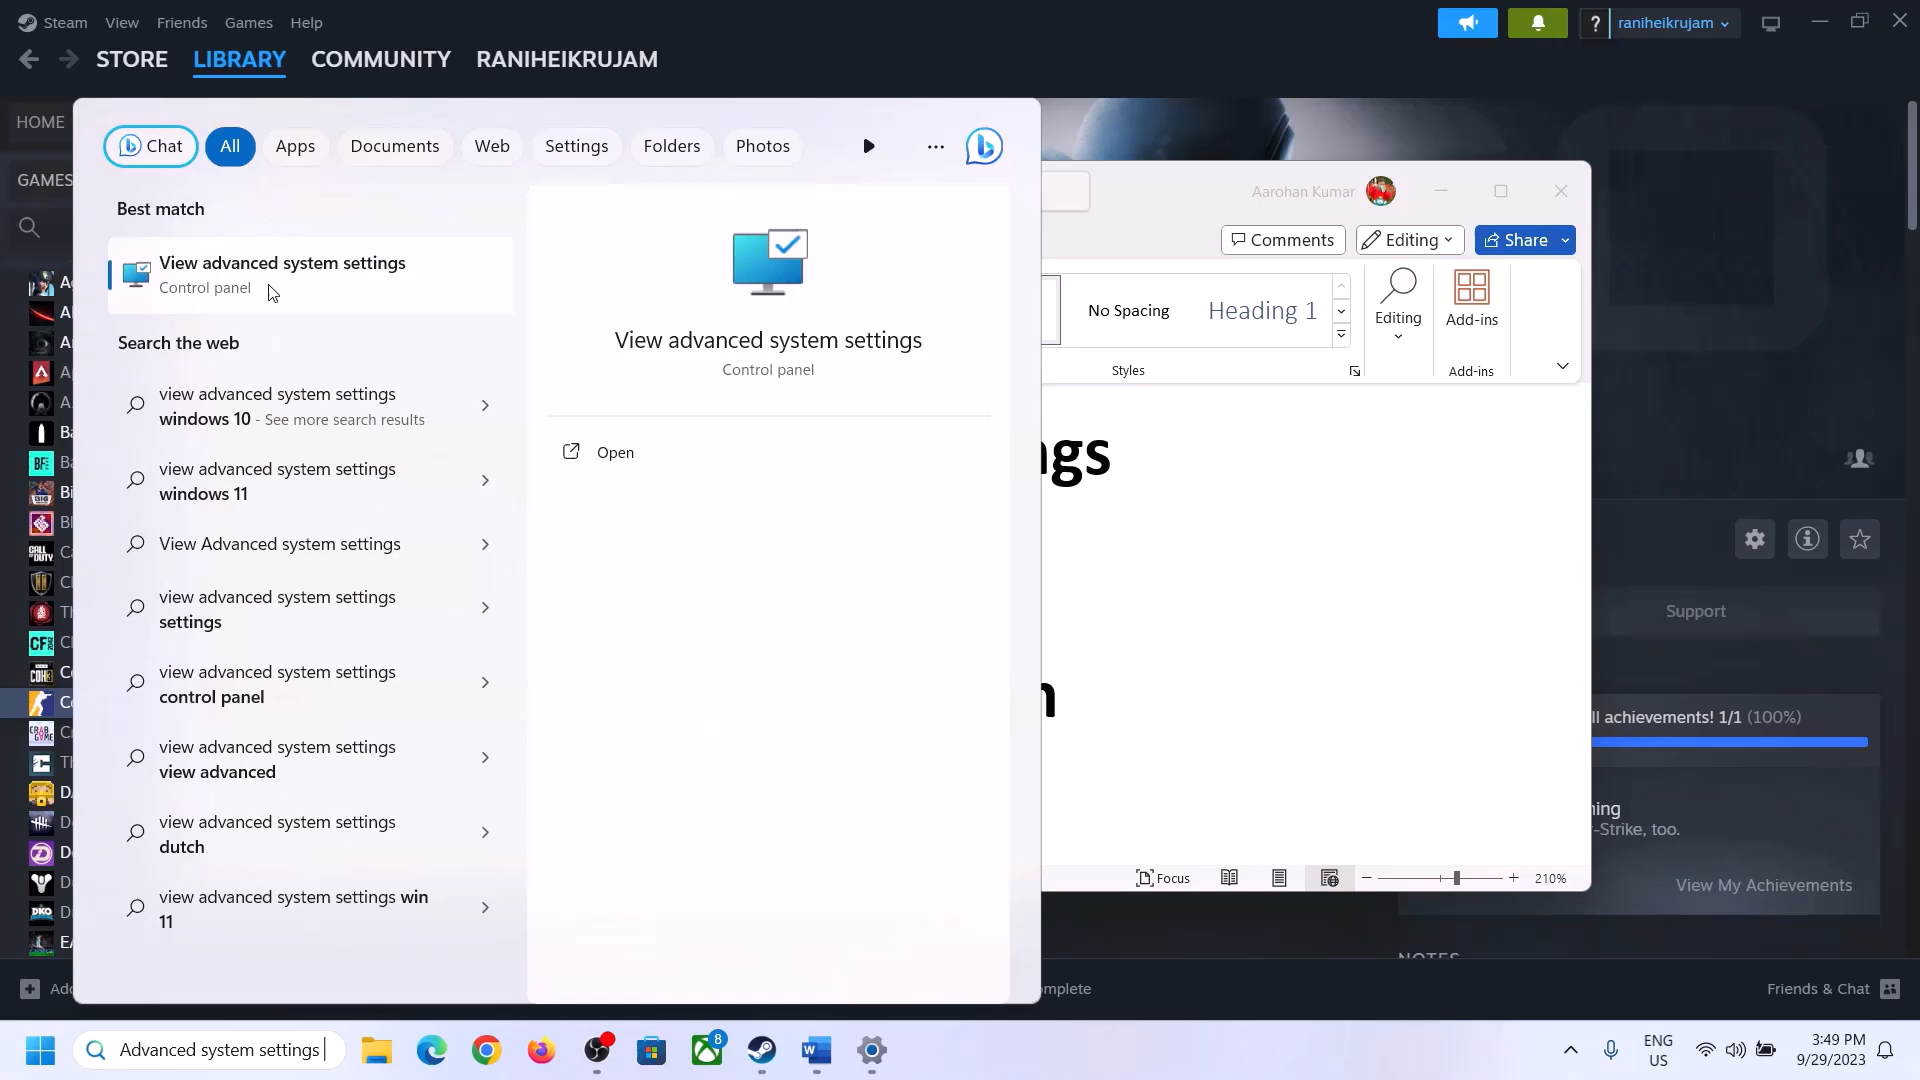 Steam View Friends Games Help
raniheikrujam
STORE LIBRARY COMMUNITY RANIHEIKRUJAM
HOME
GAMES
Chat All Apps Documents Web Settings Folders Photos
Best match
View advanced system settings
Control panel
Search the web
view advanced system settings
windows 10 - See more search results
view advanced system settings
windows 11
View Advanced system settings
view advanced system settings
settings
view advanced system settings
control panel
view advanced system settings
view advanced
view advanced system settings
dutch
view advanced system settings win
11
View advanced system settings
Control panel
Open
Aarohan Kumar
Comments Editing Share
No Spacing Heading 1
Editing
Add-ins
Styles
Add-ins
ngs
n
Focus
210%
Support
ll achievements! 1/1 (100%)
ning
-Strike, too.
View My Achievements
NOTES
Add
omplete
Friends & Chat
Advanced system settings
8
ENG
US
3:49 PM
9/29/2023